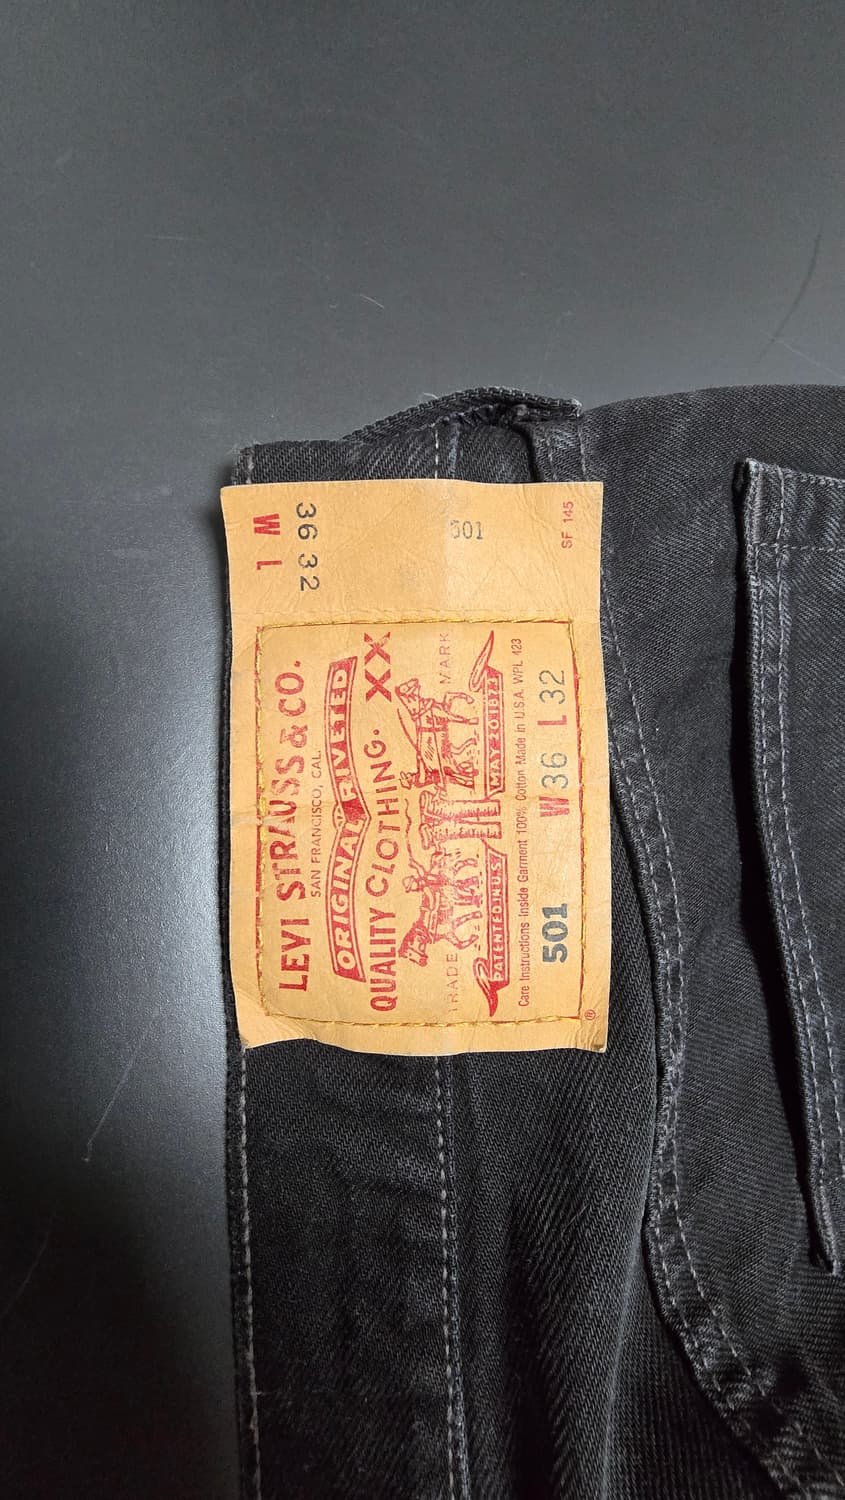 LEVI STRAUSS & CO.
SAN FRANCISCO, CAL.
ORIGINAL RIVETED
QUALITY CLOTHING. XX
TRADE MARK
PATENTED IN U.S. MAY 20 1873
Care Instructions Inside Garment 100% Cotton Made in U.S.A. WPL 423
501 W 36 L 32
®
W L
36 32
501
SF 145